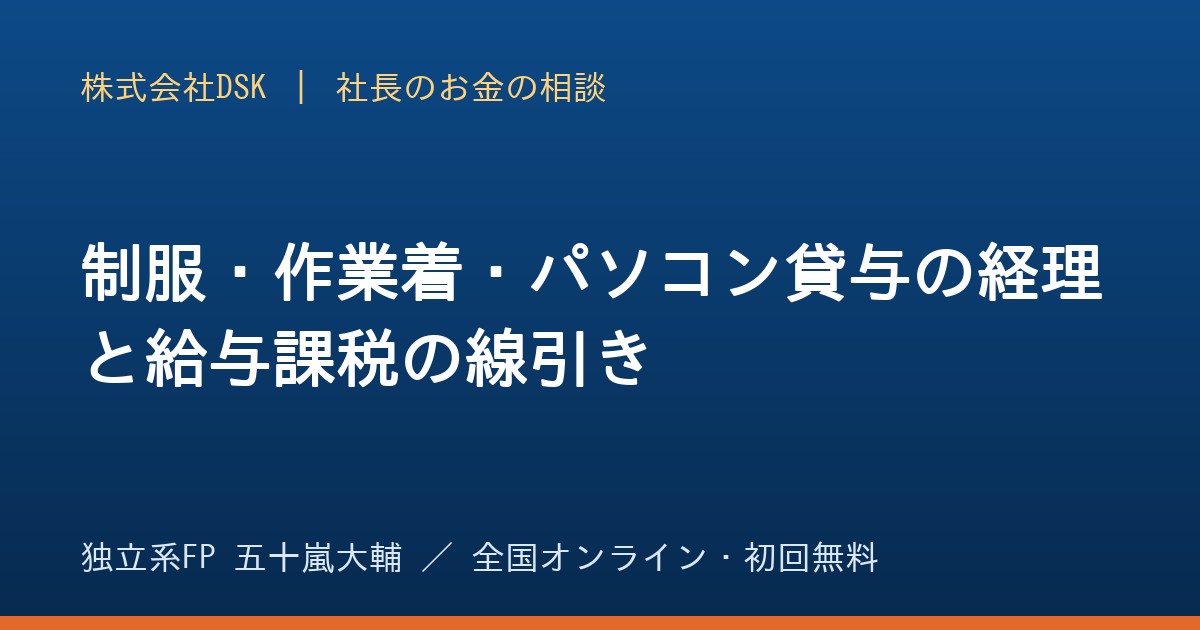 株式会社DSK ｜ 社長のお金の相談
制服・作業着・パソコン貸与の経理
と給与課税の線引き
独立系FP 五十嵐大輔 ／ 全国オンライン・初回無料